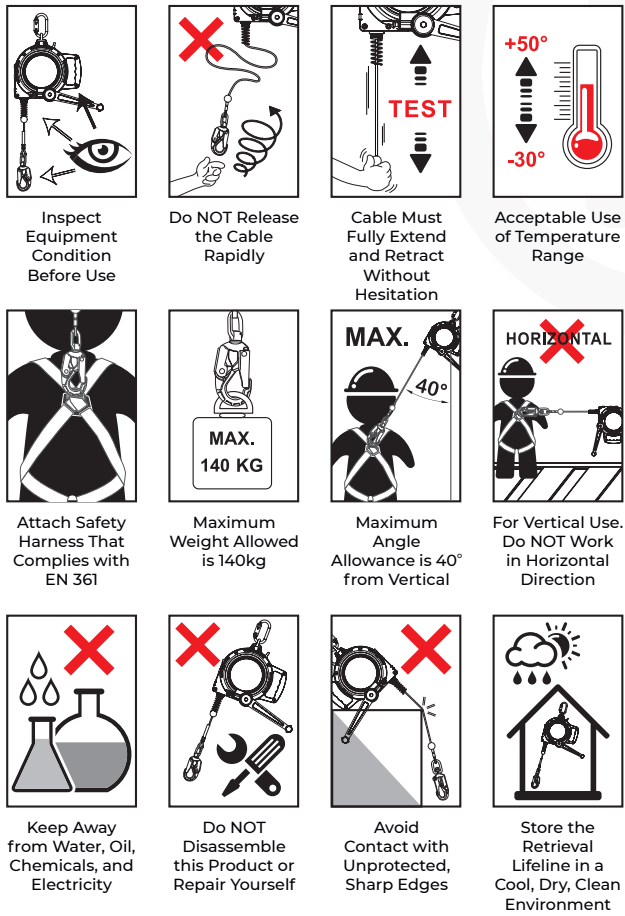 TEST
+50°
-30°
Inspect
Equipment
Condition
Before Use
Do NOT Release
the Cable
Rapidly
Cable Must
Fully Extend
and Retract
Without
Hesitation
Acceptable Use
of Temperature
Range
MAX.
140 KG
MAX.
40°
HORIZONTAL
Attach Safety
Harness That
Complies with
EN 361
Maximum
Weight Allowed
is 140kg
Maximum
Angle
Allowance is 40°
from Vertical
For Vertical Use.
Do NOT Work
in Horizontal
Direction
Keep Away
from Water, Oil,
Chemicals, and
Electricity
Do NOT
Disassemble
this Product or
Repair Yourself
Avoid
Contact with
Unprotected,
Sharp Edges
Store the
Retrieval
Lifeline in a
Cool, Dry, Clean
Environment